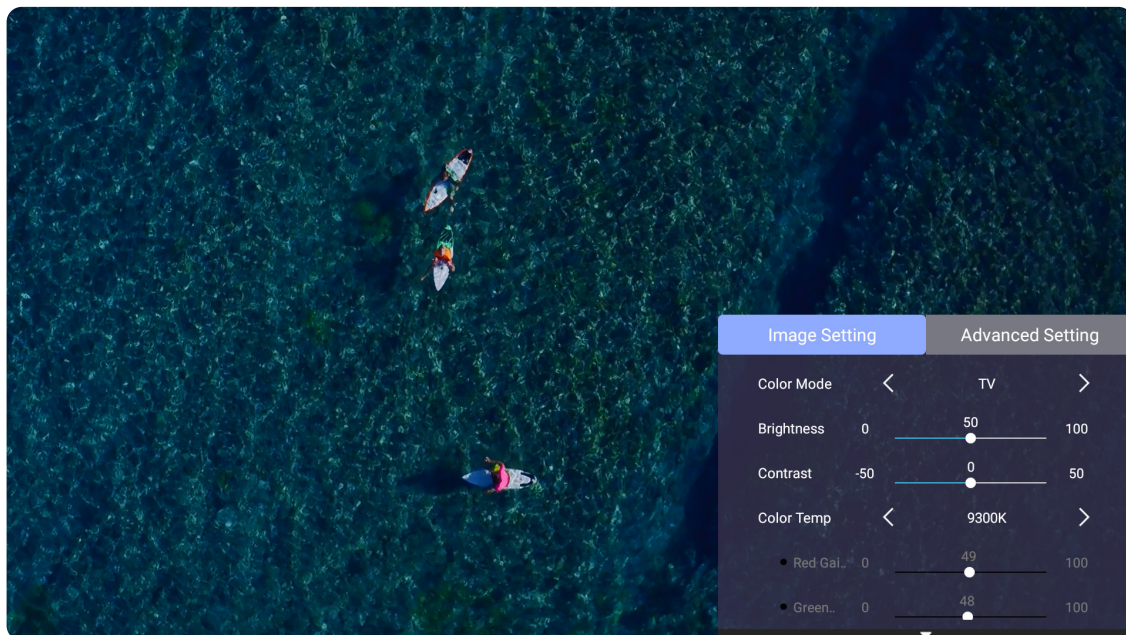 Image Setting Advanced Setting
Color Mode TV
Brightness 0 50 100
Contrast -50 0 50
Color Temp 9300K
Red Gai.. 0 49 100
Green.. 0 48 100